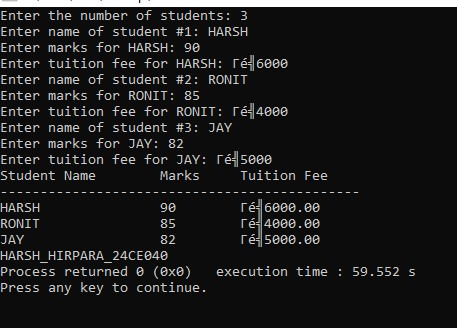 Enter the number of students: 3
Enter name of student #1: HARSH
Enter marks for HARSH: 90
Enter tuition fee for HARSH: Γé╣6000
Enter name of student #2: RONIT
Enter marks for RONIT: 85
Enter tuition fee for RONIT: Γé╣4000
Enter name of student #3: JAY
Enter marks for JAY: 82
Enter tuition fee for JAY: Γé╣5000
Student Name        Marks     Tuition Fee
---------------------------------------------
HARSH               90        Γé╣6000.00
RONIT               85        Γé╣4000.00
JAY                 82        Γé╣5000.00
HARSH_HIRPARA_24CE040
Process returned 0 (0x0)   execution time : 59.552 s
Press any key to continue.